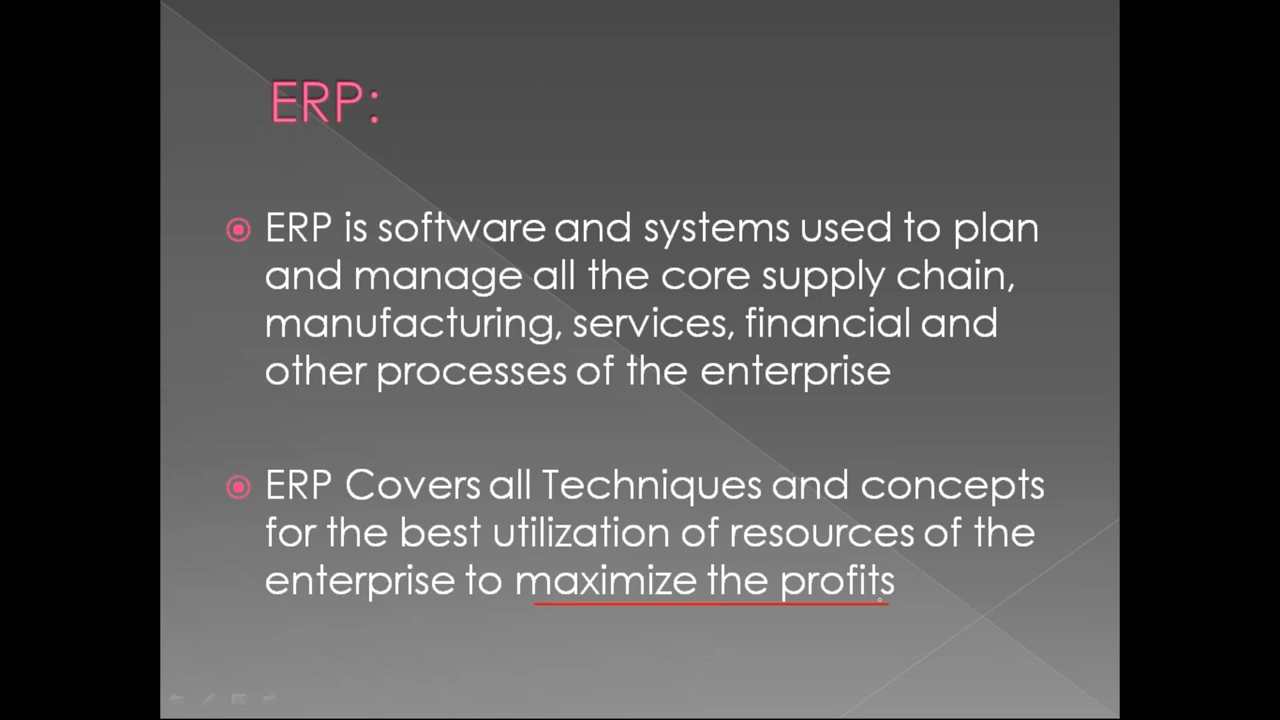 ERP:
ERP is software and systems used to plan
and manage all the core supply chain,
manufacturing, services, financial and
other processes of the enterprise
ERP Covers all Techniques and concepts
for the best utilization of resources of the
enterprise to maximize the profits